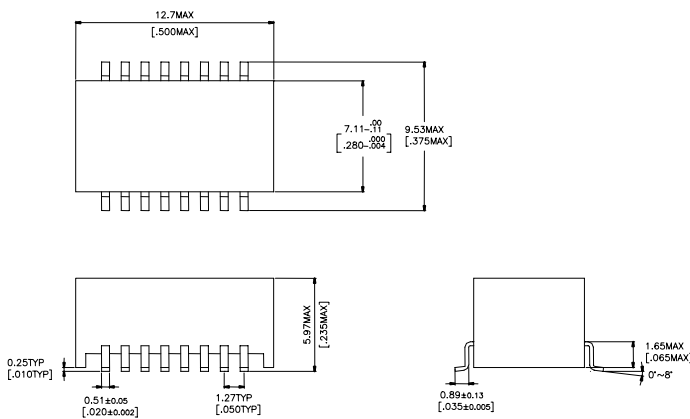 12.7MAX
[.500MAX]
7.11-.11 .00
[.280-.004 .000]
9.53MAX
[.375MAX]
5.97MAX
[.235MAX]
0.25TYP
[.010TYP]
0.51±0.05
[.020±0.002]
1.27TYP
[.050TYP]
1.65MAX
[.065MAX]
0°~8°
0.89±0.13
[.035±0.005]